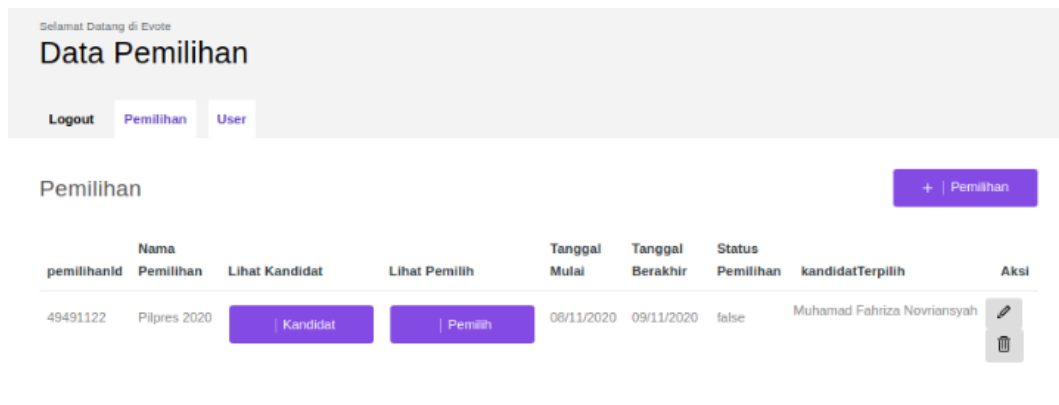 Selamat Datang di Evote
Data Pemilihan
Logout Pemilihan User
Pemilihan
+ | Pemilihan
pemilihanId Nama Pemilihan Lihat Kandidat Lihat Pemilih Tanggal Mulai Tanggal Berakhir Status Pemilihan kandidatTerpilih Aksi
49491122 Pilpres 2020 | Kandidat | Pemilih 08/11/2020 09/11/2020 false Muhamad Fahriza Novriansyah